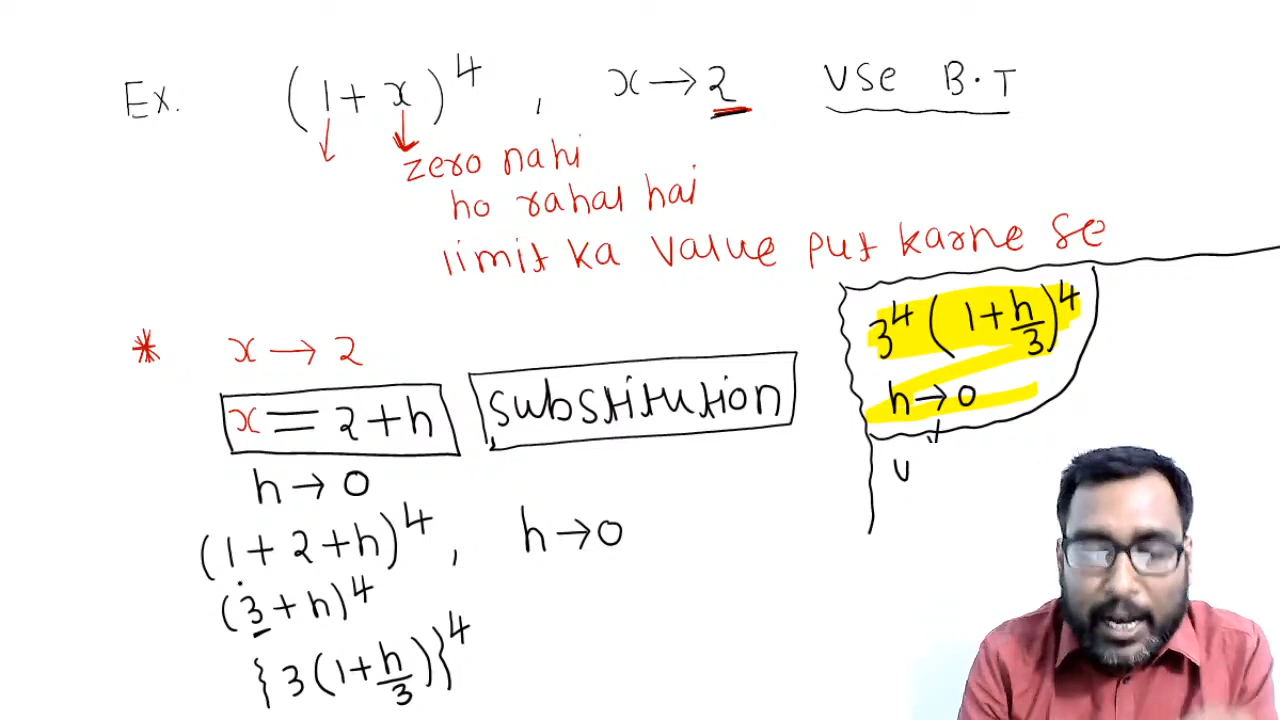 Ex. (1+x)^4, x→2 USE B.T
zero nahi
ho raha hai
limit ka value put karne se
* x→2
x = 2+h
substitution
h→0
(1+2+h)^4, h→0
(3+h)^4
{3(1+h/3)}^4
3^4(1+h/3)^4
h→0